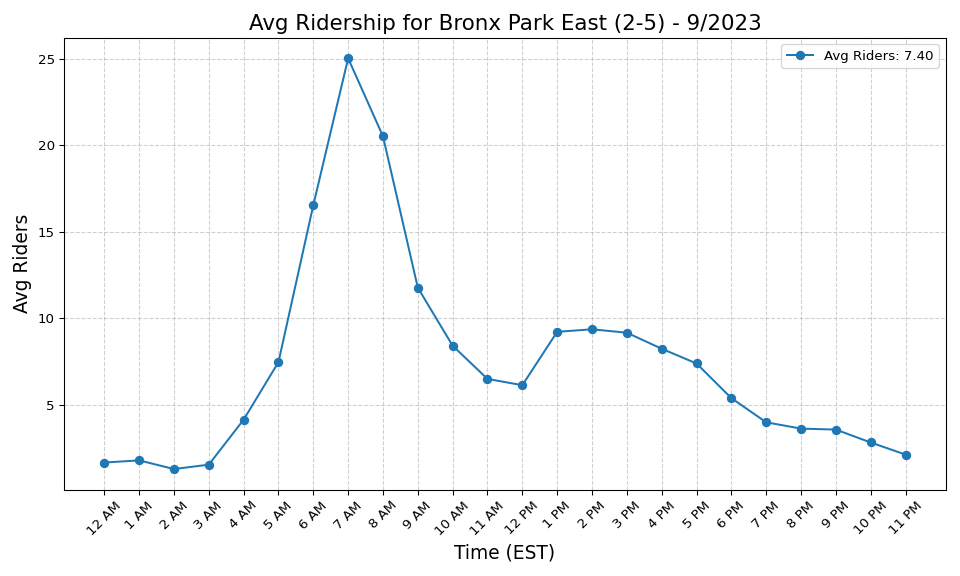 Avg Ridership for Bronx Park East (2-5) - 9/2023
Avg Riders: 7.40
Avg Riders
25
20
15
10
5
12 AM
1 AM
2 AM
3 AM
4 AM
5 AM
6 AM
7 AM
8 AM
9 AM
10 AM
11 AM
12 PM
1 PM
2 PM
3 PM
4 PM
5 PM
6 PM
7 PM
8 PM
9 PM
10 PM
11 PM
Time (EST)